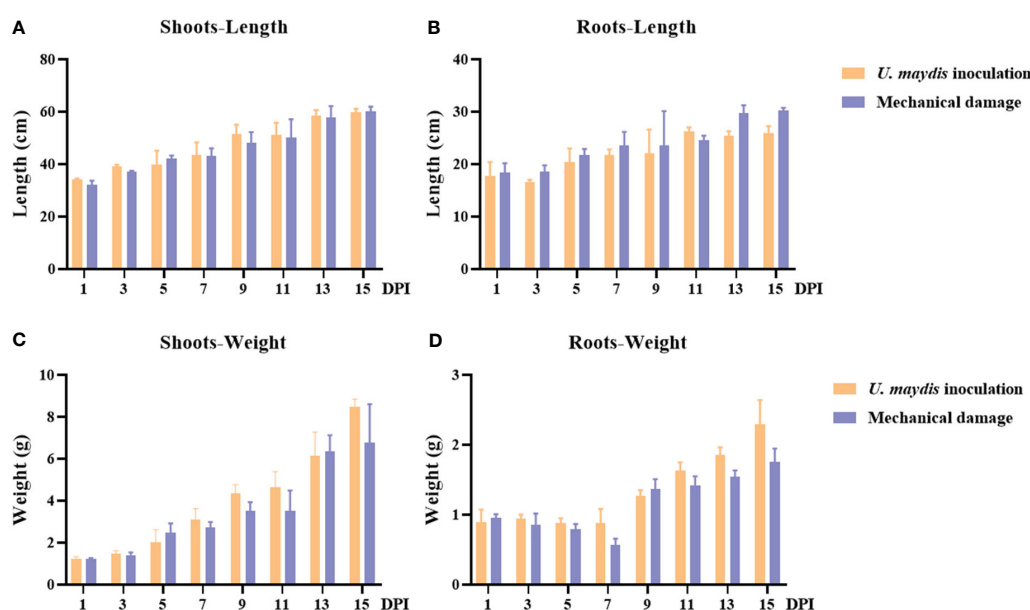 A
Shoots-Length
Length (cm)
80
60
40
20
0
1 3 5 7 9 11 13 15 DPI
B
Roots-Length
Length (cm)
40
30
20
10
0
1 3 5 7 9 11 13 15 DPI
U. maydis inoculation
Mechanical damage
C
Shoots-Weight
Weight (g)
10
8
6
4
2
0
1 3 5 7 9 11 13 15 DPI
D
Roots-Weight
Weight (g)
3
2
1
0
1 3 5 7 9 11 13 15 DPI
U. maydis inoculation
Mechanical damage